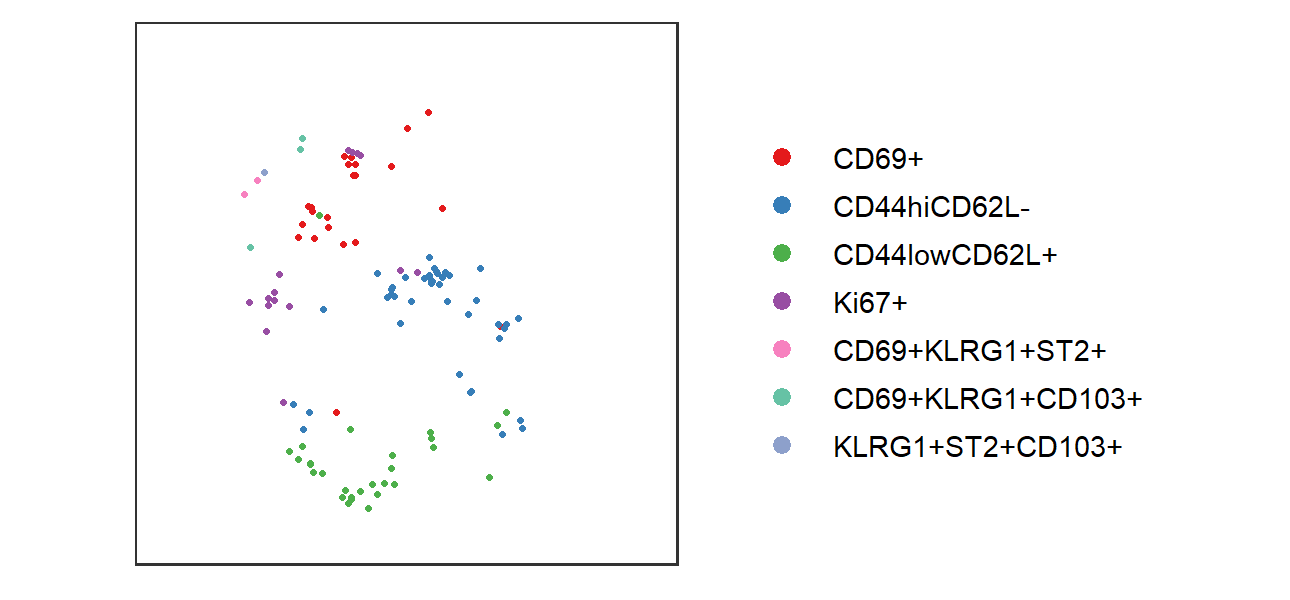 CD69+
CD44hiCD62L-
CD44lowCD62L+
Ki67+
CD69+KLRG1+ST2+
CD69+KLRG1+CD103+
KLRG1+ST2+CD103+